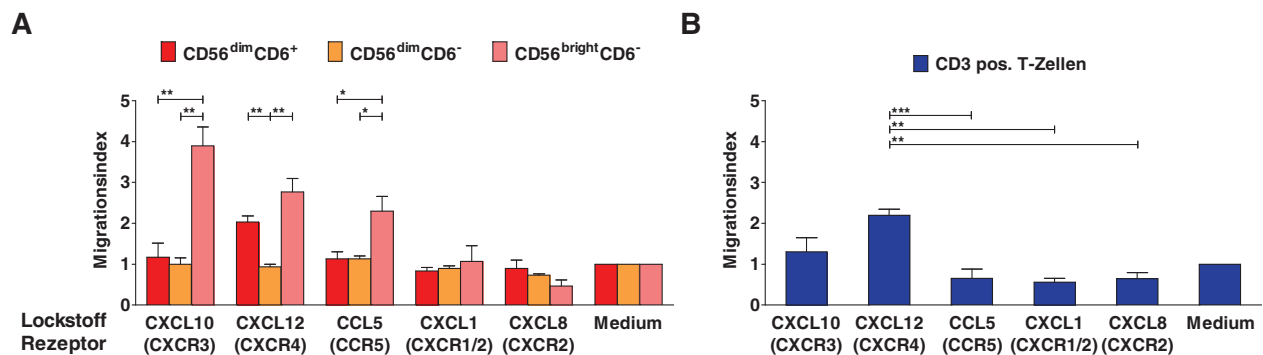 A
CD56dimCD6+ CD56dimCD6- CD56brightCD6-
** ** ** ** * *
Migrationsindex
5
4
3
2
1
0
Lockstoff CXCL10 CXCL12 CCL5 CXCL1 CXCL8 Medium
Rezeptor (CXCR3) (CXCR4) (CCR5) (CXCR1/2) (CXCR2)
B
CD3 pos. T-Zellen
***
**
**
Migrationsindex
5
4
3
2
1
0
CXCL10 CXCL12 CCL5 CXCL1 CXCL8 Medium
(CXCR3) (CXCR4) (CCR5) (CXCR1/2) (CXCR2)